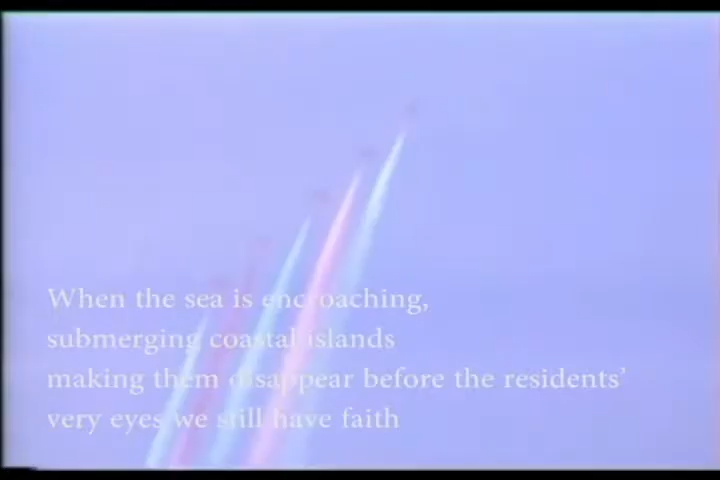 When the sea is encroaching,
submerging coastal islands
making them disappear before the residents’
very eyes we still have faith